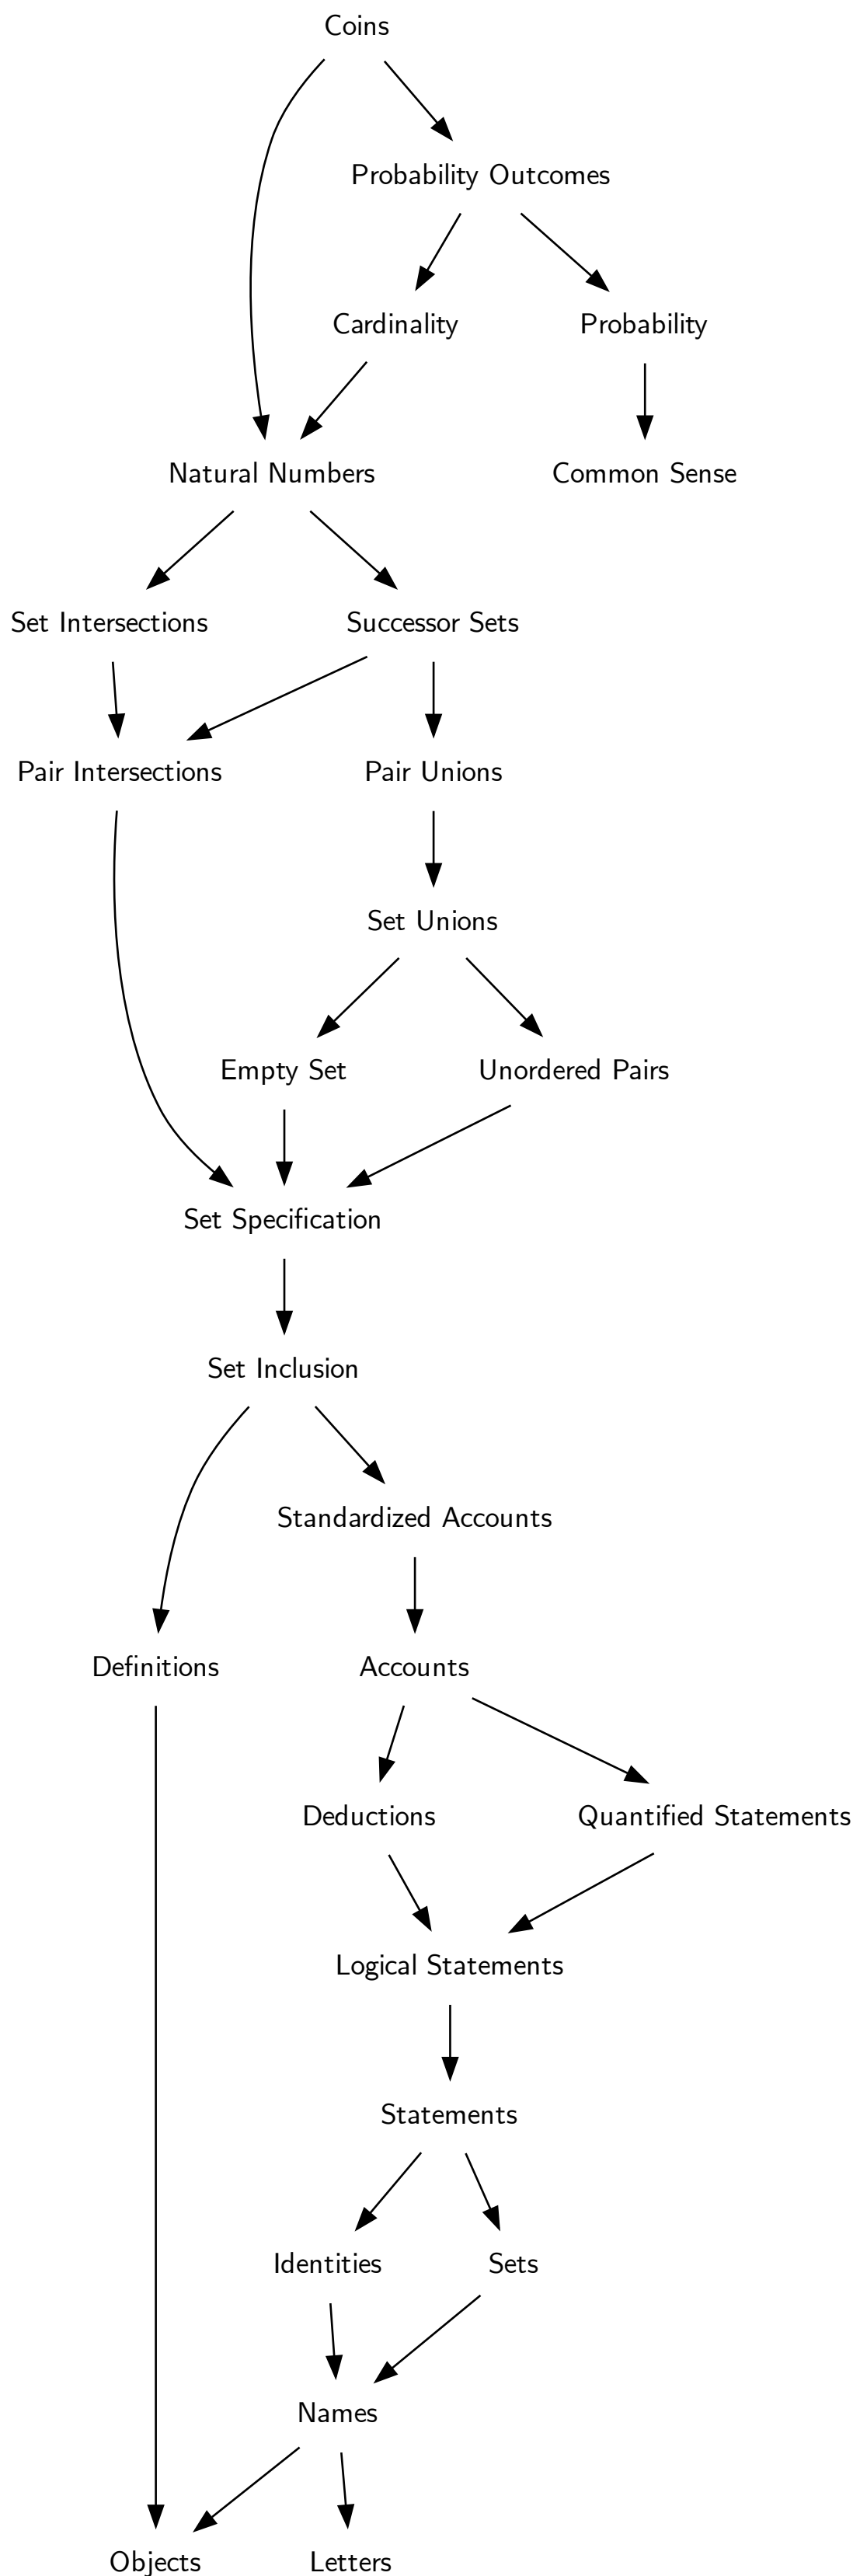 Coins
Probability Outcomes
Cardinality
Probability
Natural Numbers
Common Sense
Set Intersections
Successor Sets
Pair Intersections
Pair Unions
Set Unions
Empty Set
Unordered Pairs
Set Specification
Set Inclusion
Standardized Accounts
Definitions
Accounts
Deductions
Quantified Statements
Logical Statements
Statements
Identities
Sets
Names
Objects
Letters